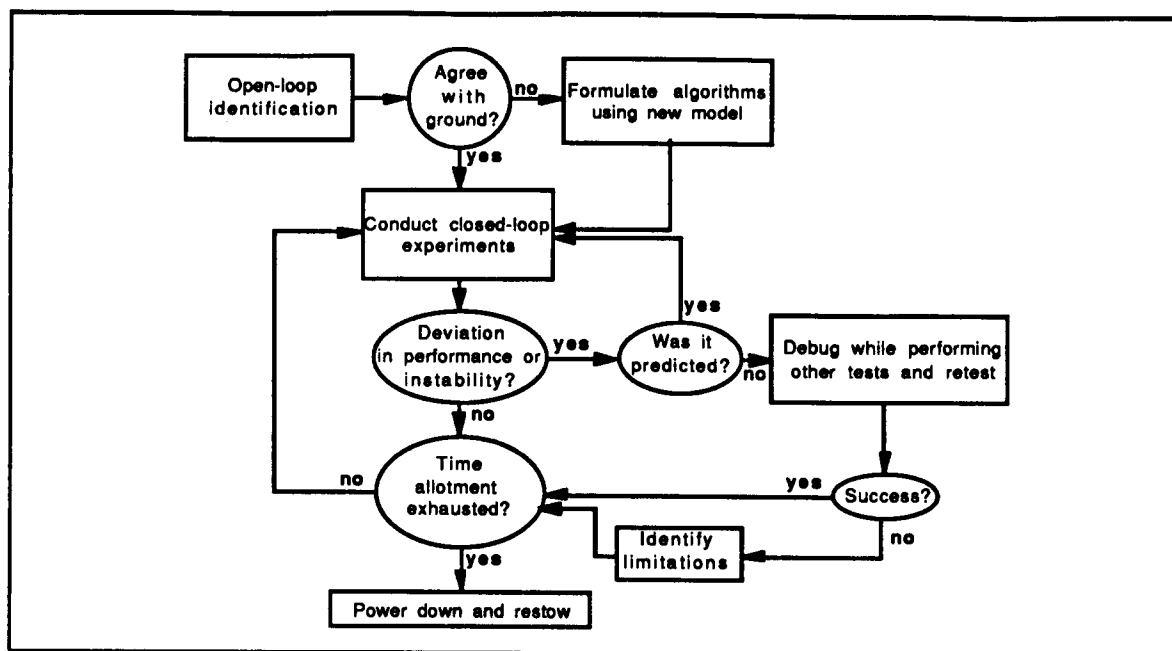 Open-loop
identification
Agree
with
ground?
no
Formulate algorithms
using new model
yes
Conduct closed-loop
experiments
yes
Deviation
in performance or
instability?
yes
Was it
predicted?
no
Debug while performing
other tests and retest
no
Time
allotment
exhausted?
no
yes
Success?
no
Identify
limitations
yes
Power down and restow